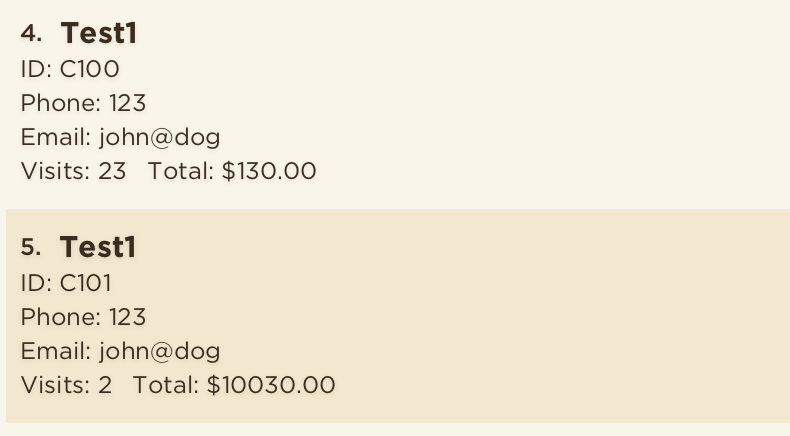 4. Test1
ID: C100
Phone: 123
Email: john@dog
Visits: 23 Total: $130.00
5. Test1
ID: C101
Phone: 123
Email: john@dog
Visits: 2 Total: $10030.00